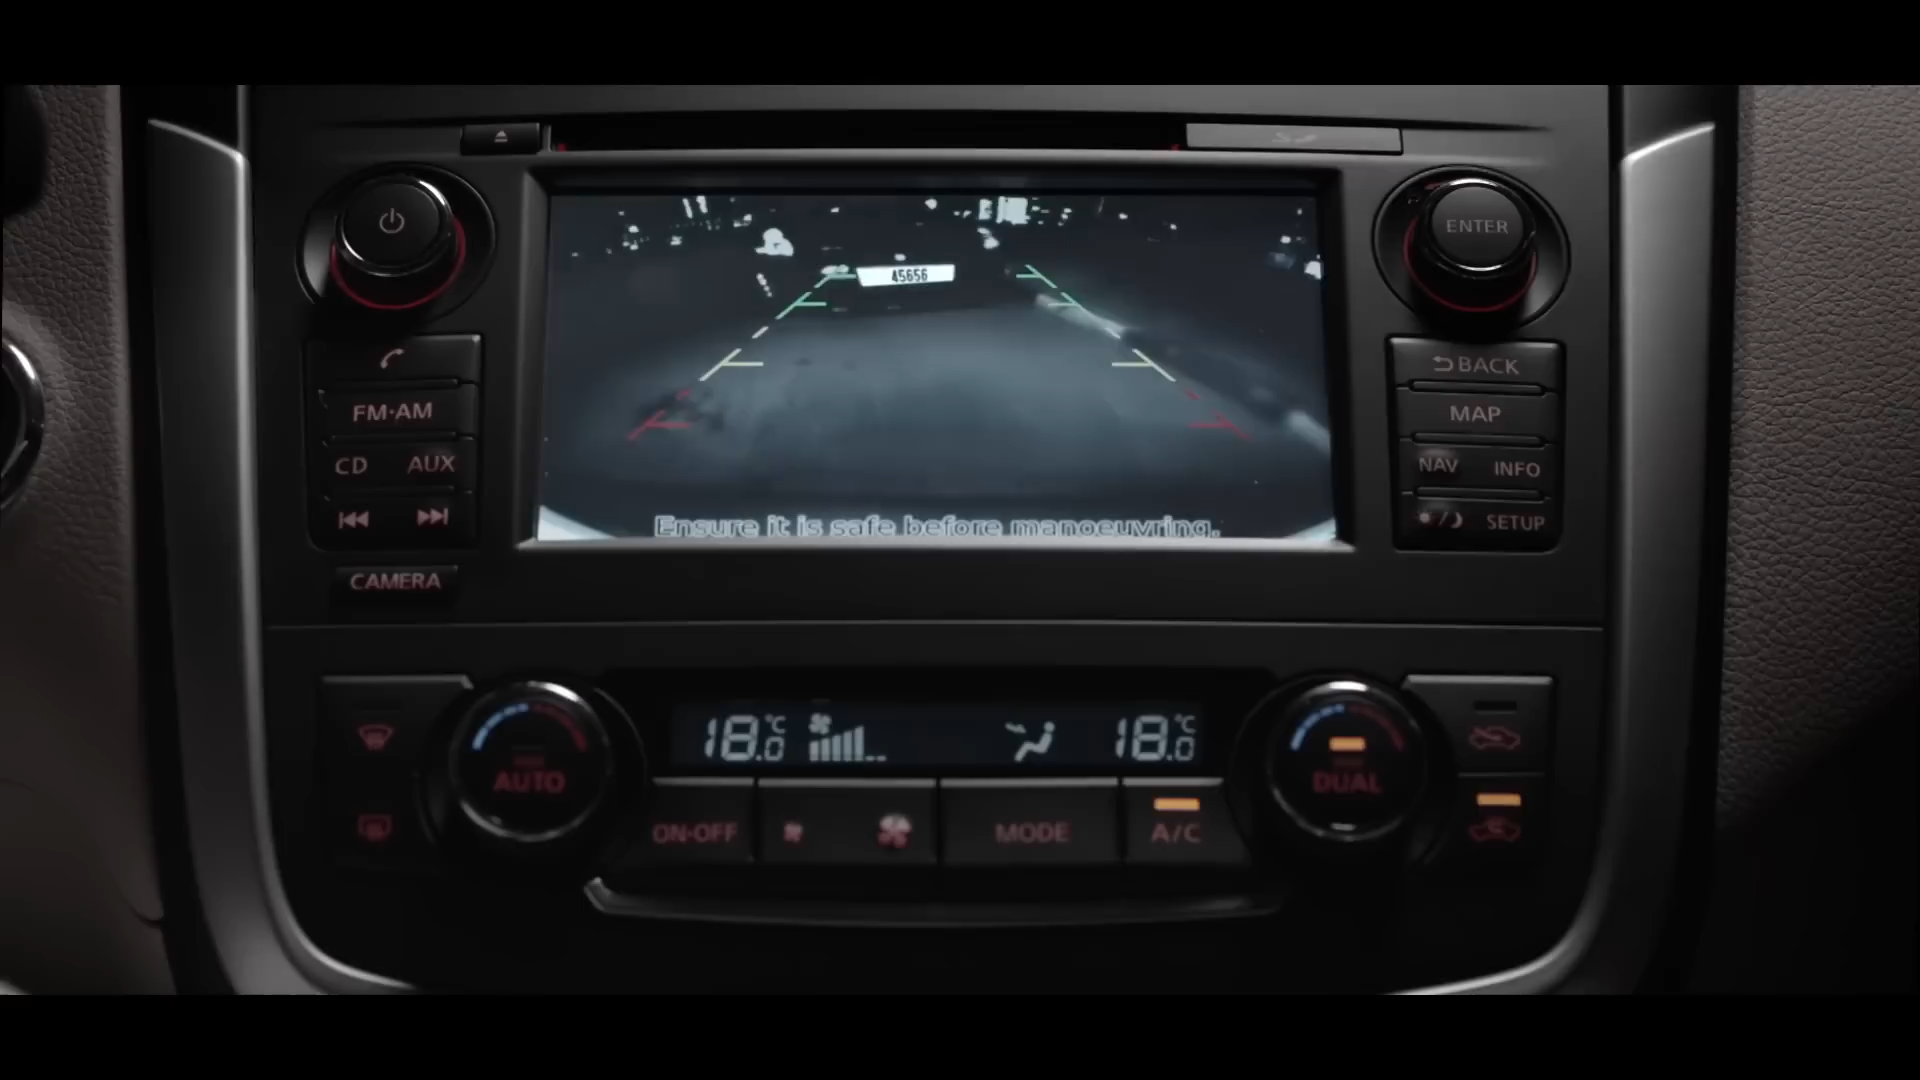 45656
Ensure it is safe before manoeuvring.
ENTER
FM·AM
CD AUX
CAMERA
BACK
MAP
NAV INFO
SETUP
18.0 °C
18.0 °C
AUTO
DUAL
ON·OFF
MODE
A/C